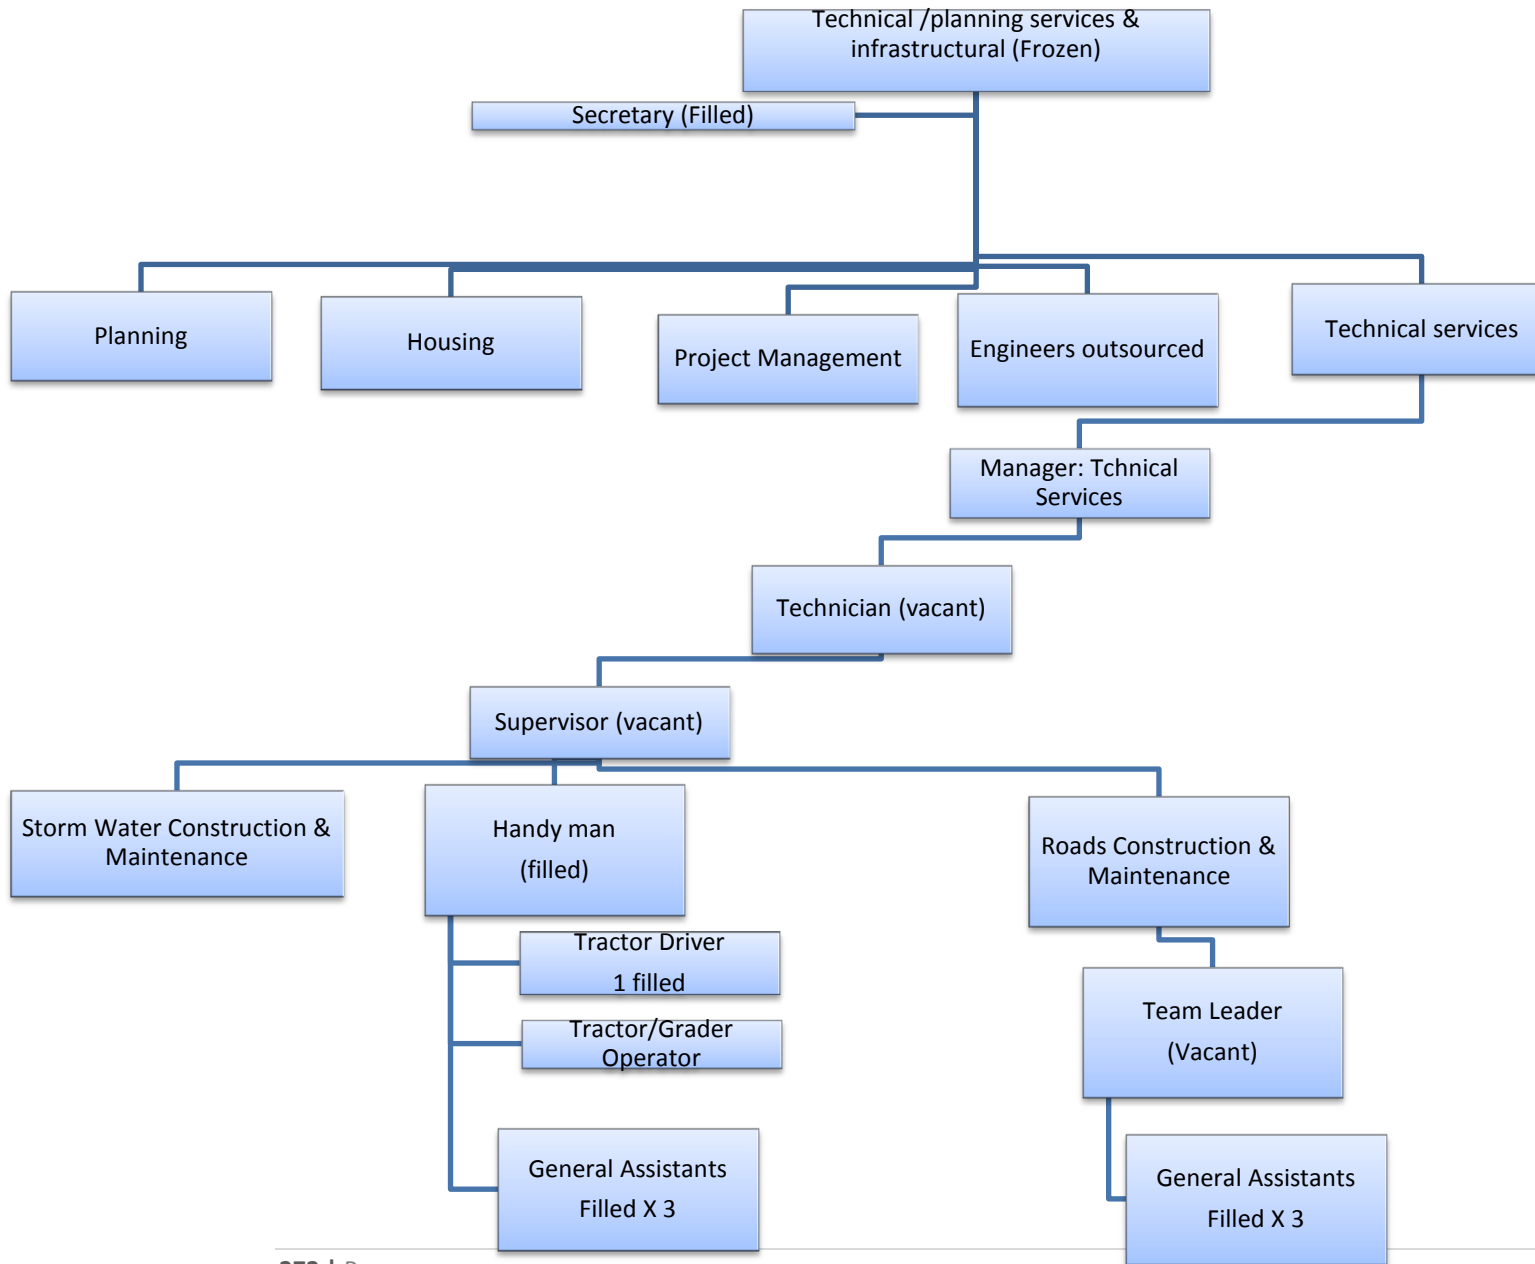 Technical /planning services &
infrastructural (Frozen)
Secretary (Filled)
Planning
Housing
Project Management
Engineers outsourced
Technical services
Manager: Tchnical
Services
Technician (vacant)
Supervisor (vacant)
Storm Water Construction &
Maintenance
Handy man
(filled)
Roads Construction &
Maintenance
Tractor Driver
1 filled
Tractor/Grader
Operator
Team Leader
(Vacant)
General Assistants
Filled X 3
General Assistants
Filled X 3